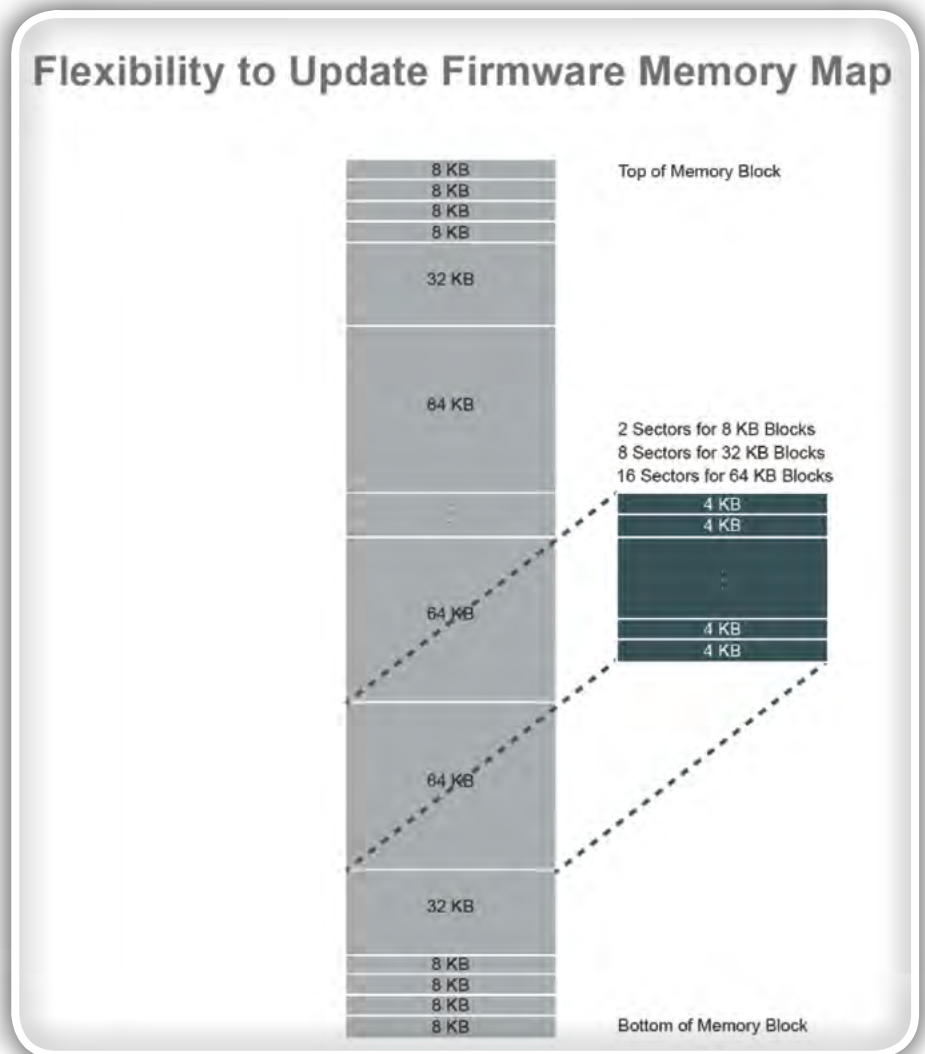 Flexibility to Update Firmware Memory Map
8 KB
Top of Memory Block
8 KB
8 KB
8 KB
32 KB
64 KB
2 Sectors for 8 KB Blocks
8 Sectors for 32 KB Blocks
16 Sectors for 64 KB Blocks
4 KB
4 KB
64 KB
4 KB
4 KB
64 KB
32 KB
8 KB
8 KB
8 KB
8 KB
Bottom of Memory Block